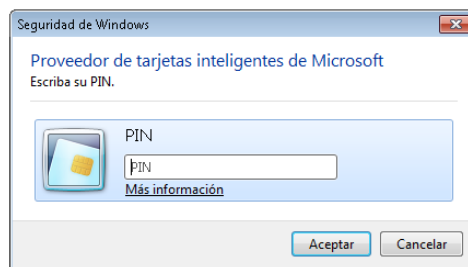 Seguridad de Windows
Proveedor de tarjetas inteligentes de Microsoft
Escriba su PIN.
PIN
PIN
Más información
Aceptar
Cancelar